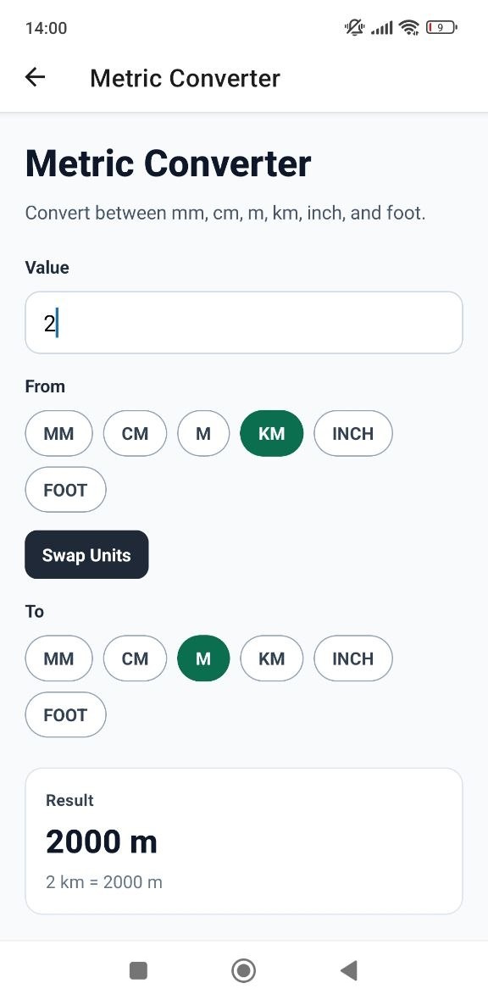 14:00
9
Metric Converter
Metric Converter
Convert between mm, cm, m, km, inch, and foot.
Value
2
From
MM CM M KM INCH
FOOT
Swap Units
To
MM CM M KM INCH
FOOT
Result
2000 m
2 km = 2000 m